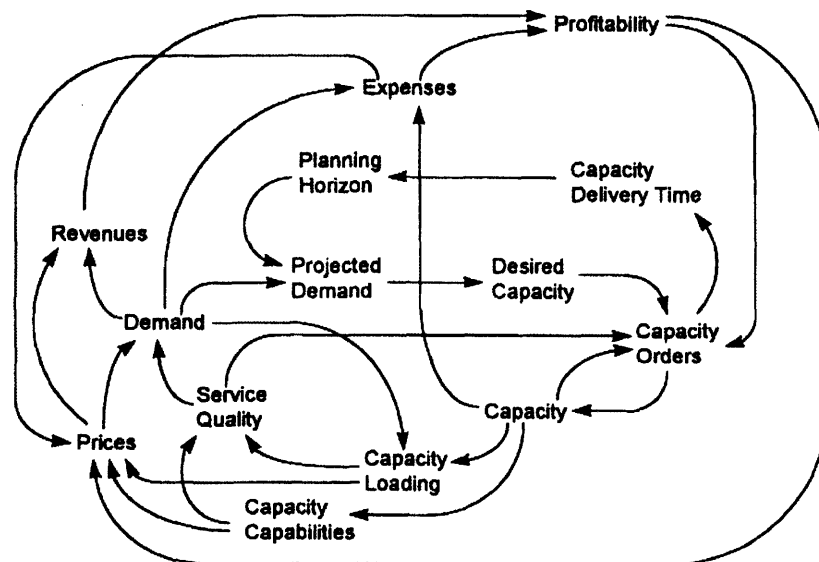 Profitability
Expenses
Planning
Horizon
Capacity
Delivery Time
Revenues
Projected
Demand
Desired
Capacity
Demand
Capacity
Orders
Service
Quality
Capacity
Prices
Capacity
Loading
Capacity
Capabilities